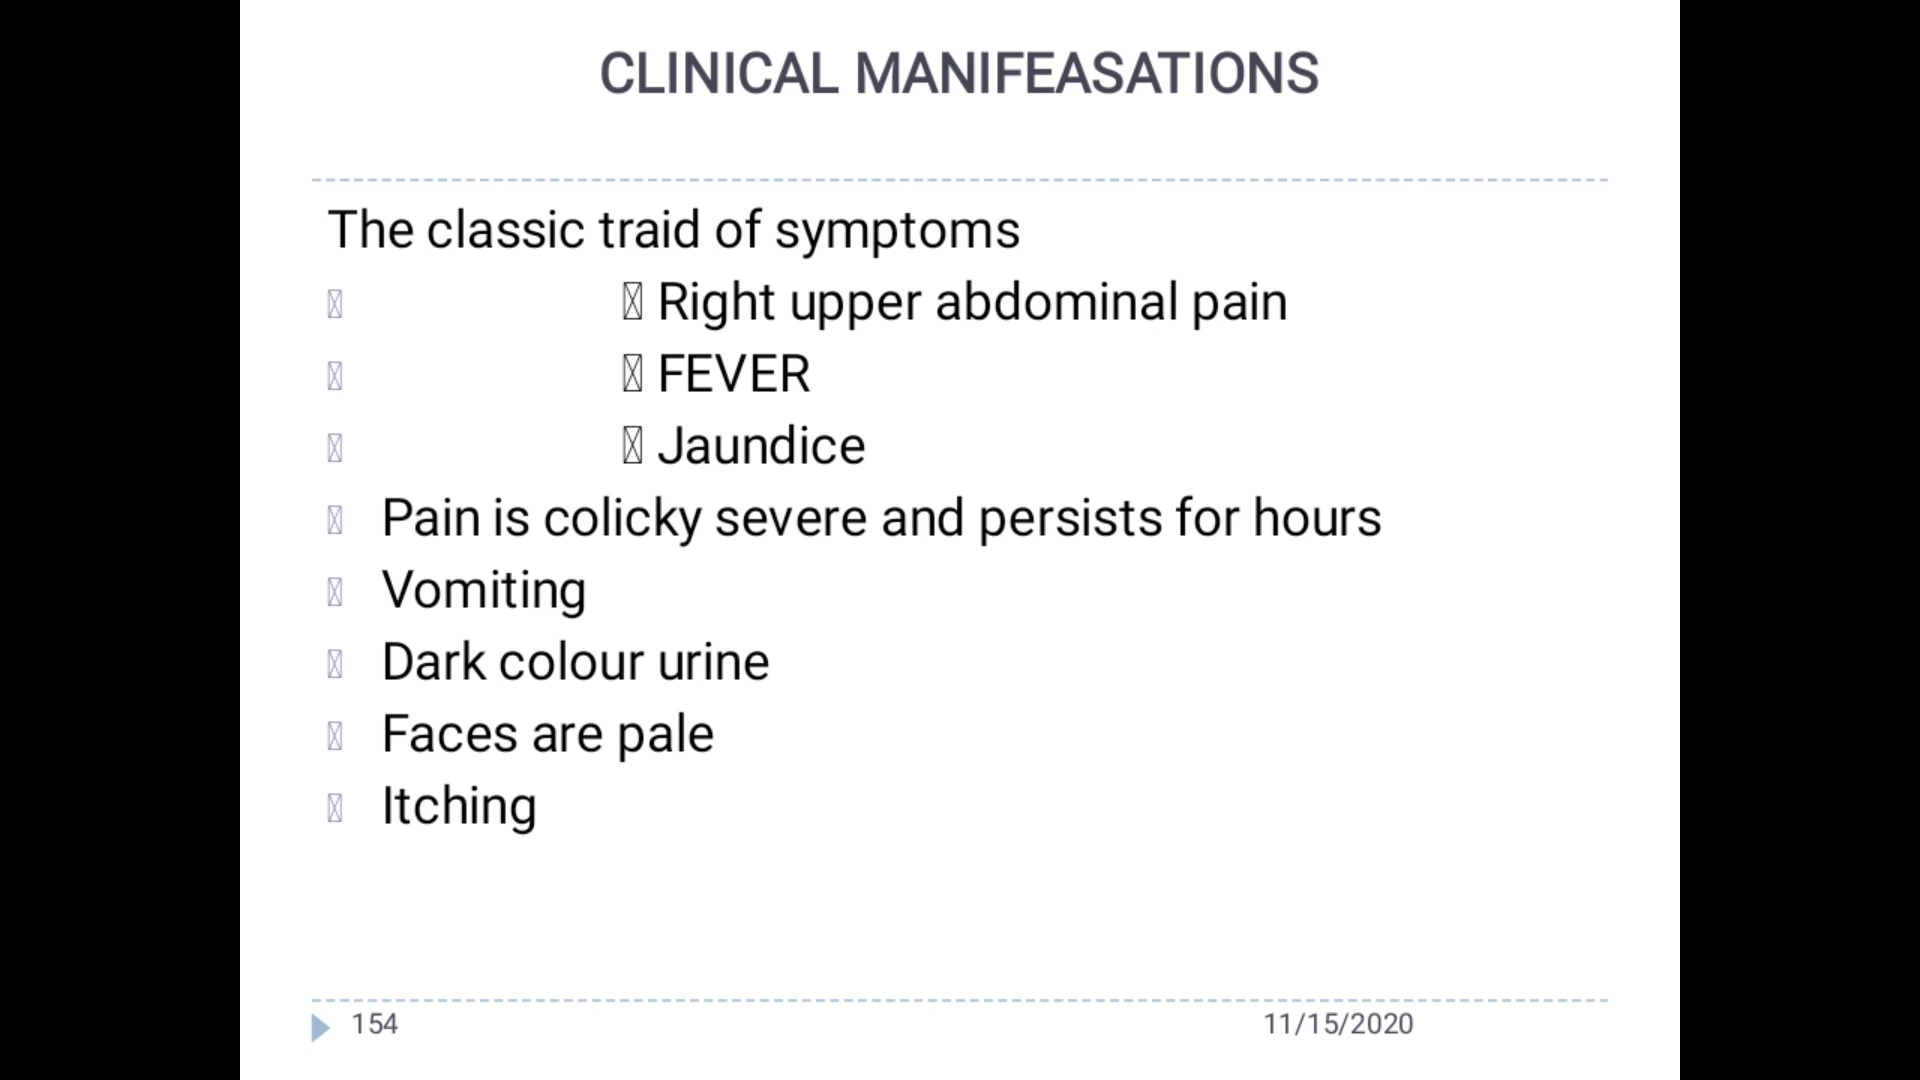 CLINICAL MANIFEASATIONS
The classic traid of symptoms
Right upper abdominal pain
FEVER
Jaundice
Pain is colicky severe and persists for hours
Vomiting
Dark colour urine
Faces are pale
Itching
154 11/15/2020